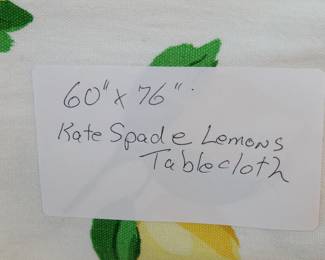 60" x 76"
Kate Spade Lemons
Tablecloth